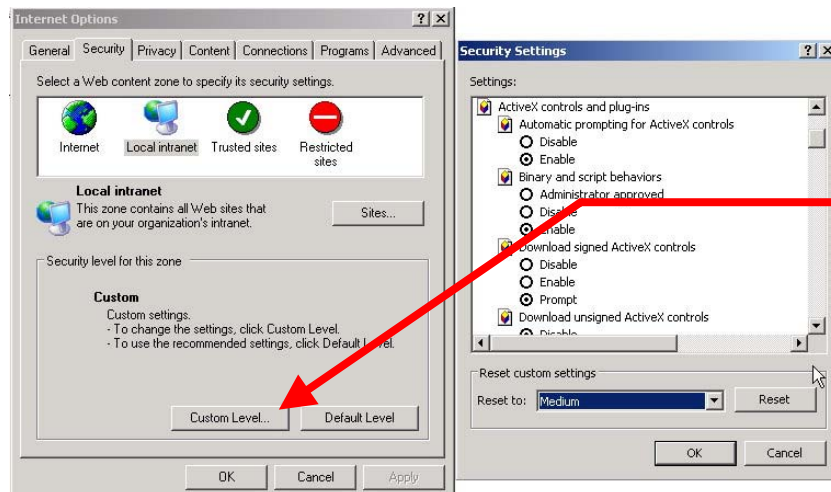 Internet Options
General Security Privacy Content Connections Programs Advanced
Select a Web content zone to specify its security settings.
Internet Local intranet Trusted sites Restricted
sites
Local intranet
This zone contains all Web sites that
are on your organization's intranet.
Sites...
Security level for this zone
Custom
Custom settings.
- To change the settings, click Custom Level.
- To use the recommended settings, click Default Level.
Custom Level... Default Level
OK Cancel Apply
Security Settings
Settings:
ActiveX controls and plug-ins
Automatic prompting for ActiveX controls
Disable
Enable
Binary and script behaviors
Administrator approved
Disable
Enable
Download signed ActiveX controls
Disable
Enable
Prompt
Download unsigned ActiveX controls
Disable
Reset custom settings
Reset to: Medium Reset
OK Cancel